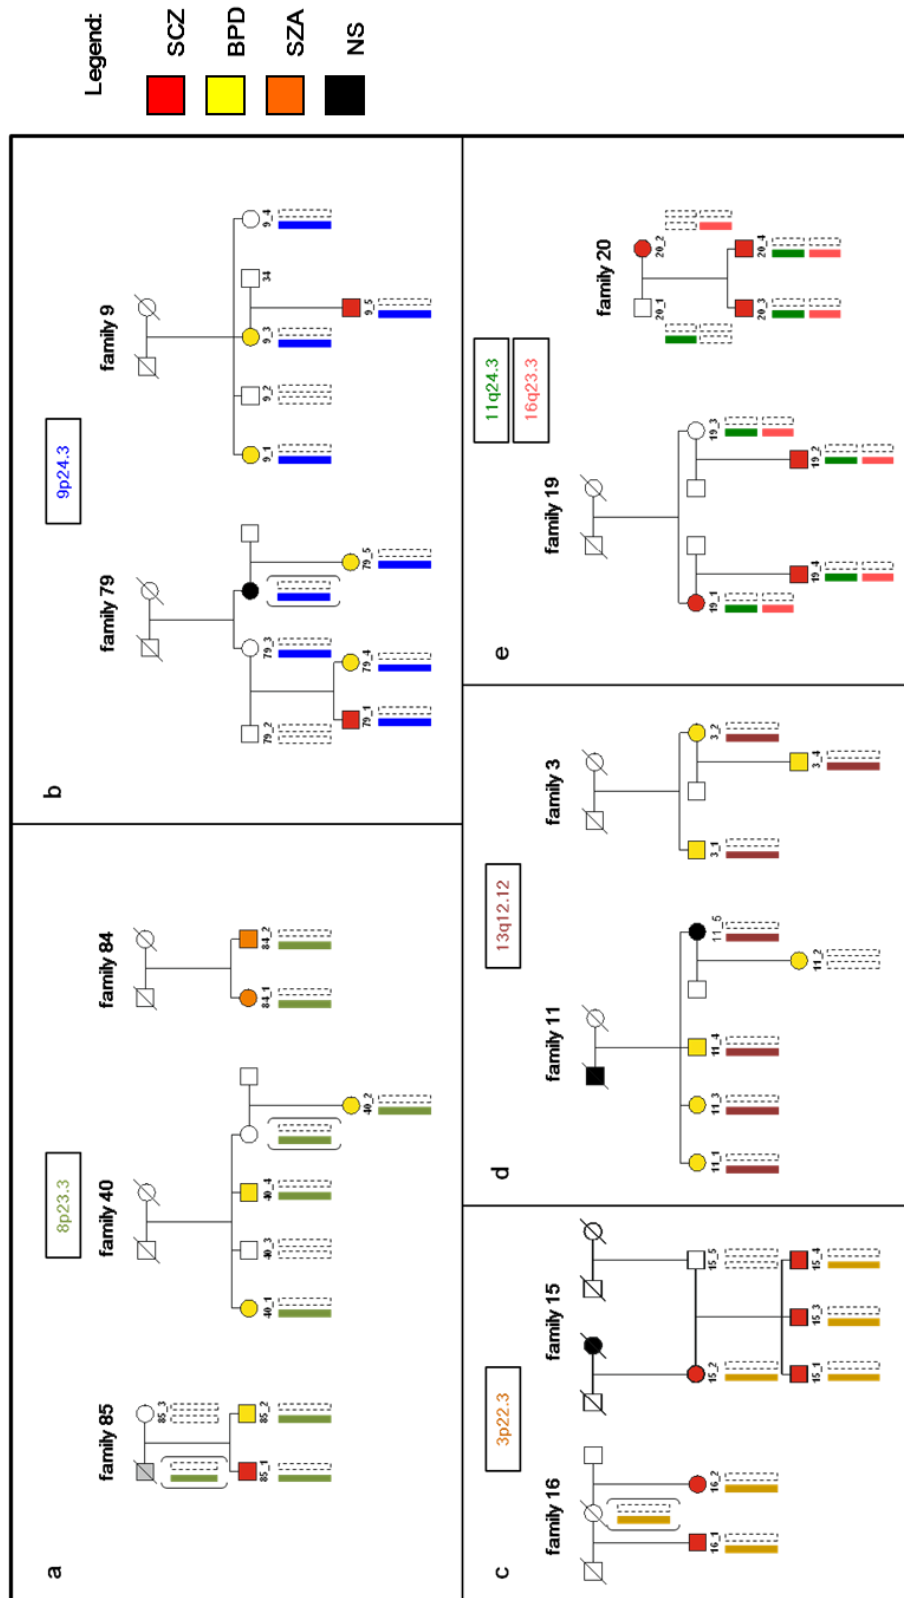 Legend:
SCZ
BPD
SZA
NS
a
8p23.3
family 85
85_3
85_1
85_2
family 40
40_1
40_3
40_4
40_2
family 84
84_1
84_2
b
9p24.3
family 79
79_2
79_3
79_1
79_4
79_5
family 9
9_1
9_2
9_3
34
9_4
9_5
c
3p22.3
family 16
16_1
16_2
family 15
15_2
15_5
15_1
15_3
15_4
d
13q12.12
family 11
11_1
11_3
11_4
11_5
11_2
family 3
3_1
3_2
3_4
e
11q24.3
16q23.3
family 19
19_1
19_3
19_4
19_2
family 20
20_1
20_2
20_3
20_4